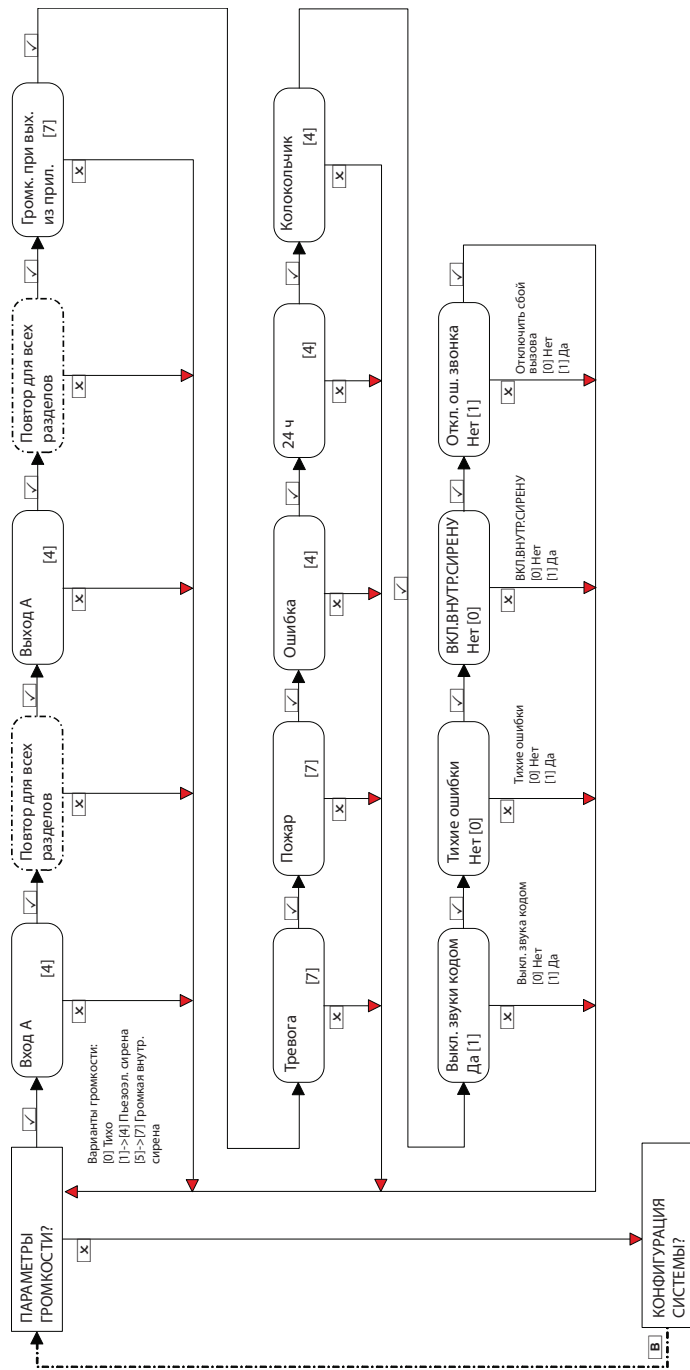 ПАРАМЕТРЫ
ГРОМКОСТИ?
Варианты громкости:
[0] Тихо
[1]->[4] Пьезоэл. сирена
[5]->[7] Громкая внутр.
сирена
Вход A
[4]
Повтор для всех
разделов
Выход A
[4]
Повтор для всех
разделов
Громк. при вых.
из прил. [7]
Тревога
[7]
Пожар
[7]
Ошибка
[4]
24 ч
[4]
Колокольчик
[4]
Выкл. звуки кодом
Да [1]
Выкл. звука кодом
[0] Нет
[1] Да
Тихие ошибки
Нет [0]
Тихие ошибки
[0] Нет
[1] Да
ВКЛ.ВНУТР.СИРЕНУ
Нет [0]
ВКЛ.ВНУТР.СИРЕНУ
[0] Нет
[1] Да
Откл. ош. звонка
Нет [1]
Отключить сбой
вызова
[0] Нет
[1] Да
КОНФИГУРАЦИЯ
СИСТЕМЫ?
B